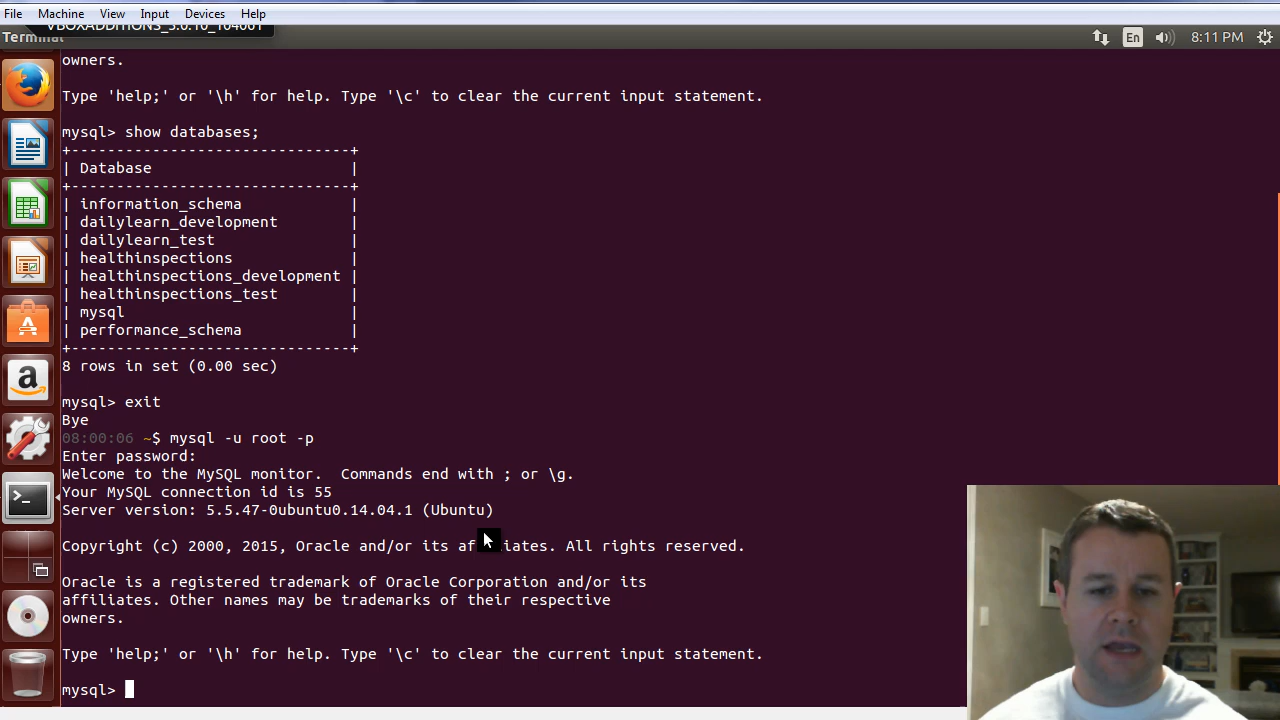 File Machine View Input Devices Help
VBOXADDITIONS_5.0.10_104061
Terminal
En 8:11 PM
owners.
Type 'help;' or '\h' for help. Type '\c' to clear the current input statement.
mysql> show databases;
+-------------------------------+
| Database                      |
+-------------------------------+
| information_schema            |
| dailylearn_development        |
| dailylearn_test               |
| healthinspections             |
| healthinspections_development |
| healthinspections_test        |
| mysql                         |
| performance_schema            |
+-------------------------------+
8 rows in set (0.00 sec)
mysql> exit
Bye
08:00:06 ~$ mysql -u root -p
Enter password:
Welcome to the MySQL monitor.  Commands end with ; or \g.
Your MySQL connection id is 55
Server version: 5.5.47-0ubuntu0.14.04.1 (Ubuntu)
Copyright (c) 2000, 2015, Oracle and/or its affiliates. All rights reserved.
Oracle is a registered trademark of Oracle Corporation and/or its
affiliates. Other names may be trademarks of their respective
owners.
Type 'help;' or '\h' for help. Type '\c' to clear the current input statement.
mysql>